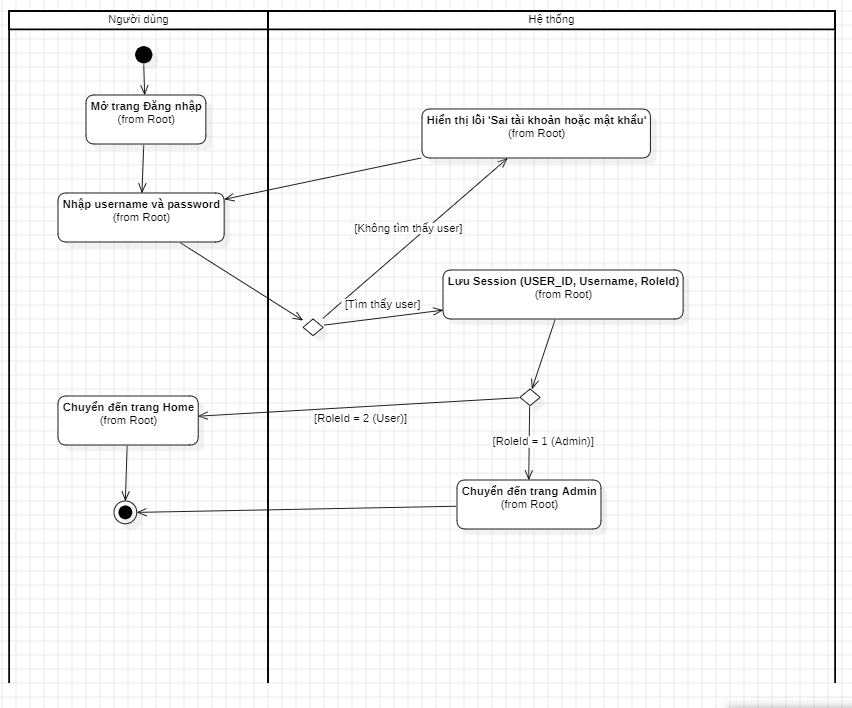 Người dùng
Hệ thống
Mở trang Đăng nhập
(from Root)
Hiển thị lỗi 'Sai tài khoản hoặc mật khẩu'
(from Root)
Nhập username và password
(from Root)
[Không tìm thấy user]
Lưu Session (USER_ID, Username, RoleId)
(from Root)
[Tìm thấy user]
Chuyển đến trang Home
(from Root)
[RoleId = 2 (User)]
[RoleId = 1 (Admin)]
Chuyển đến trang Admin
(from Root)